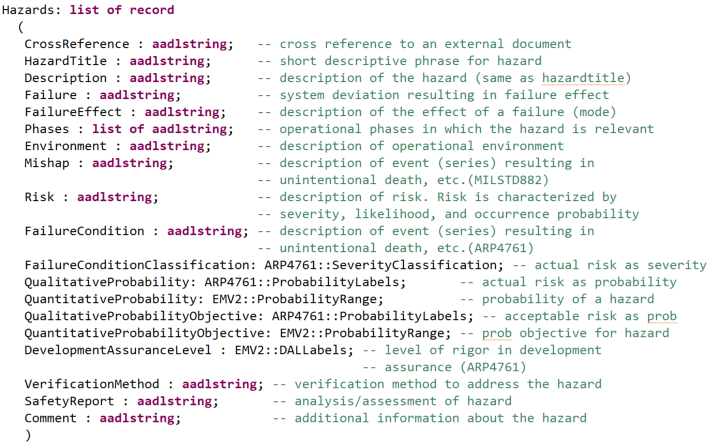 Hazards: list of record
(
CrossReference : aadlstring; -- cross reference to an external document
HazardTitle : aadlstring; -- short descriptive phrase for hazard
Description : aadlstring; -- description of the hazard (same as hazardtitle)
Failure : aadlstring; -- system deviation resulting in failure effect
FailureEffect : aadlstring; -- description of the effect of a failure (mode)
Phases : list of aadlstring; -- operational phases in which the hazard is relevant
Environment : aadlstring; -- description of operational environment
Mishap : aadlstring; -- description of event (series) resulting in
-- unintentional death, etc.(MILSTD882)
Risk : aadlstring; -- description of risk. Risk is characterized by
-- severity, likelihood, and occurrence probability
FailureCondition : aadlstring; -- description of event (series) resulting in
-- unintentional death, etc.(ARP4761)
FailureConditionClassification: ARP4761::SeverityClassification; -- actual risk as severity
QualitativeProbability: ARP4761::ProbabilityLabels; -- actual risk as probability
QuantitativeProbability: EMV2::ProbabilityRange; -- probability of a hazard
QualitativeProbabilityObjective: ARP4761::ProbabilityLabels; -- acceptable risk as prob
QuantitativeProbabilityObjective: EMV2::ProbabilityRange; -- prob objective for hazard
DevelopmentAssuranceLevel : EMV2::DALLabels; -- level of rigor in development
-- assurance (ARP4761)
VerificationMethod : aadlstring; -- verification method to address the hazard
SafetyReport : aadlstring; -- analysis/assessment of hazard
Comment : aadlstring; -- additional information about the hazard
)